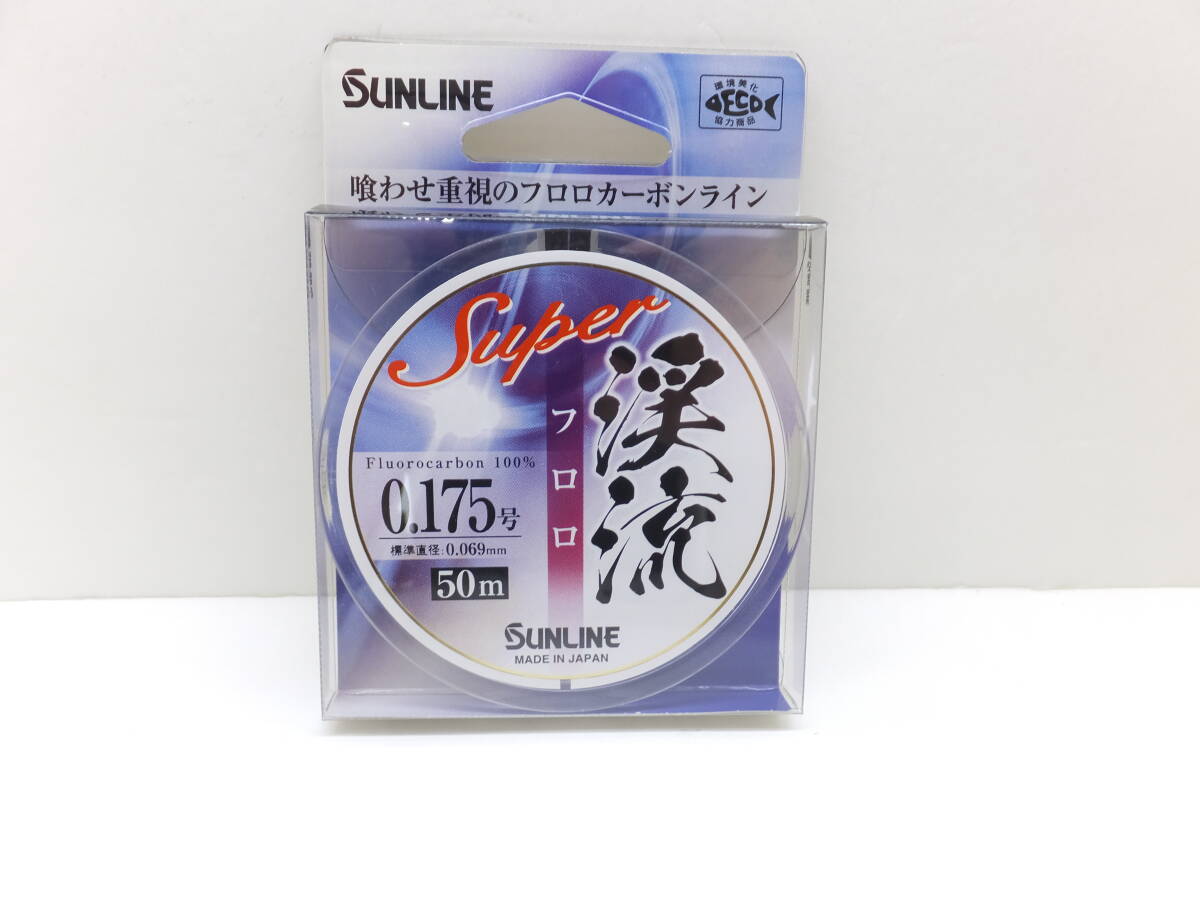 SUNLINE
環境美化
ECO
協力商品
喰わせ重視のフロロカーボンライン
Super
渓流
フロロ
Fluorocarbon 100%
0.175号
標準直径:0.069mm
50m
SUNLINE
MADE IN JAPAN